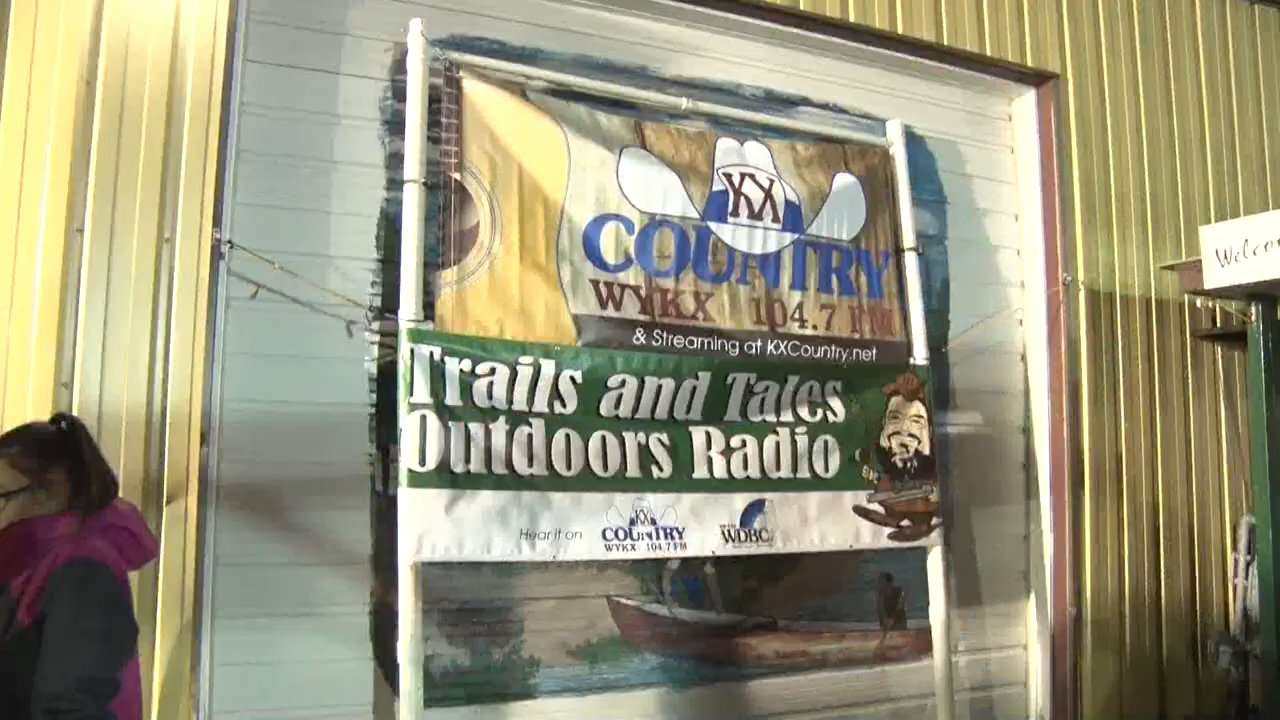 KX
COUNTRY
WYKX 104.7 FM
& Streaming at KXCountry.net
Trails and Tales
Outdoors Radio
Hear it on
KX
COUNTRY
WYKX 104.7 FM
WDBC
Welco